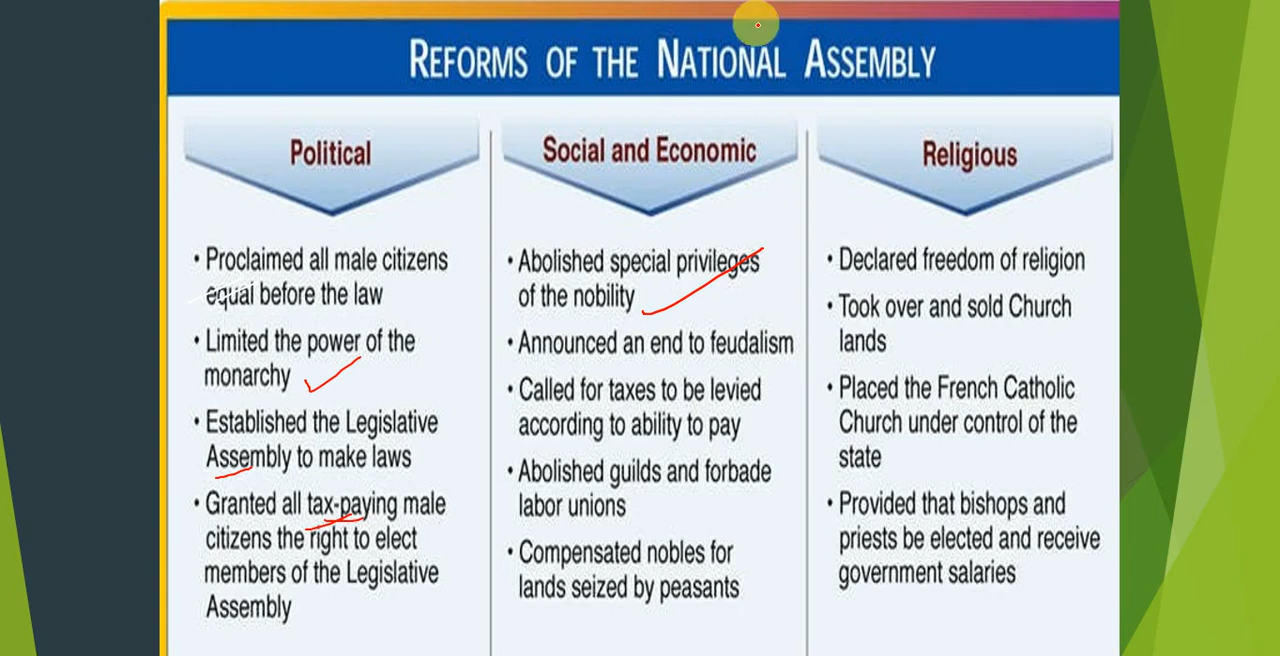 REFORMS OF THE NATIONAL ASSEMBLY
Political
• Proclaimed all male citizens
equal before the law
• Limited the power of the
monarchy
• Established the Legislative
Assembly to make laws
• Granted all tax-paying male
citizens the right to elect
members of the Legislative
Assembly
Social and Economic
• Abolished special privileges
of the nobility
• Announced an end to feudalism
• Called for taxes to be levied
according to ability to pay
• Abolished guilds and forbade
labor unions
• Compensated nobles for
lands seized by peasants
Religious
• Declared freedom of religion
• Took over and sold Church
lands
• Placed the French Catholic
Church under control of the
state
• Provided that bishops and
priests be elected and receive
government salaries